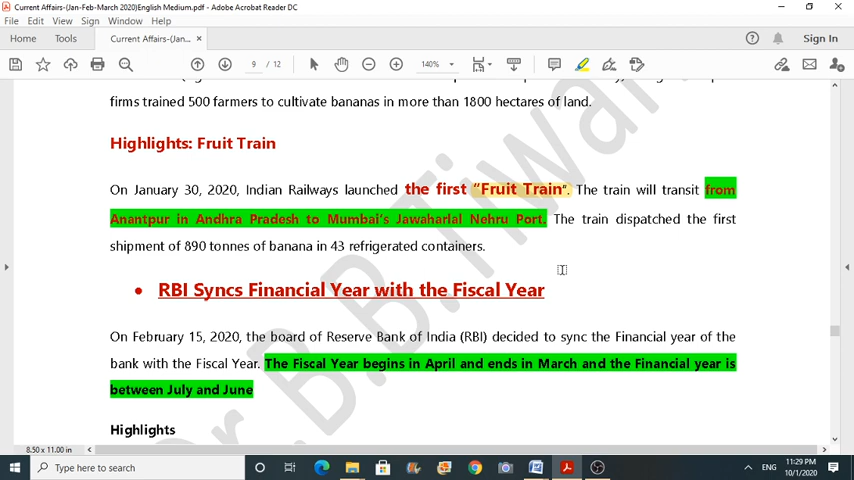 Current Affairs-(Jan-Feb-March 2020)English Medium.pdf - Adobe Acrobat Reader DC
File Edit View Sign Window Help
Home Tools Current Affairs-(Jan-... × Sign In
9 / 12 140%
firms trained 500 farmers to cultivate bananas in more than 1800 hectares of land.
Highlights: Fruit Train
On January 30, 2020, Indian Railways launched the first “Fruit Train”. The train will transit from
Anantpur in Andhra Pradesh to Mumbai’s Jawaharlal Nehru Port. The train dispatched the first
shipment of 890 tonnes of banana in 43 refrigerated containers.
• RBI Syncs Financial Year with the Fiscal Year
On February 15, 2020, the board of Reserve Bank of India (RBI) decided to sync the Financial year of the
bank with the Fiscal Year. The Fiscal Year begins in April and ends in March and the Financial year is
between July and June
Highlights
Dr B.B.Tiwar
8.50 x 11.00 in
Type here to search
ENG 11:29 PM
10/1/2020